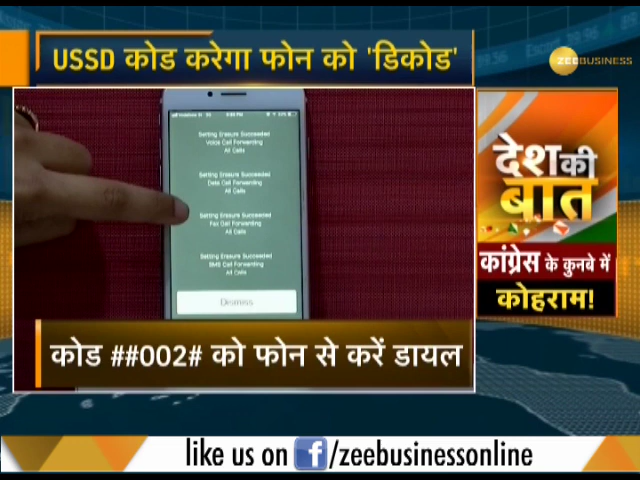 USSD कोड करेगा फोन को 'डिकोड'
ZEEBUSINESS
Setting Erasure Succeeded
Voice Call Forwarding
All Calls
Setting Erasure Succeeded
Data Call Forwarding
All Calls
Setting Erasure Succeeded
Fax Call Forwarding
All Calls
Setting Erasure Succeeded
SMS Call Forwarding
All Calls
Dismiss
देश की
बात
कांग्रेस के कुनबे में
कोहराम!
कोड ##002# को फोन से करें डायल
like us on f/zeebusinessonline